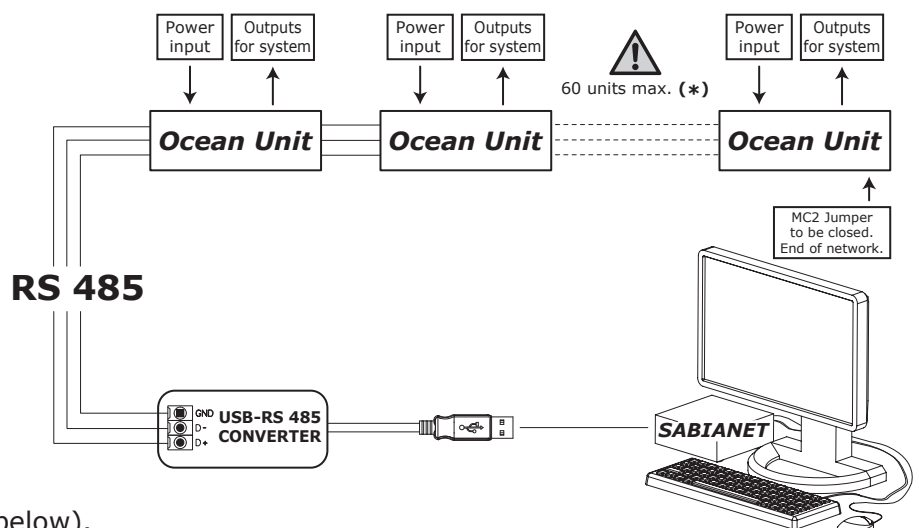 Power
input
Outputs
for system
Power
input
Outputs
for system
60 units max. (*)
Power
input
Outputs
for system
Ocean Unit
Ocean Unit
Ocean Unit
MC2 Jumper
to be closed.
End of network.
RS 485
GND
D-
D+
USB-RS 485
CONVERTER
SABIANET
below).